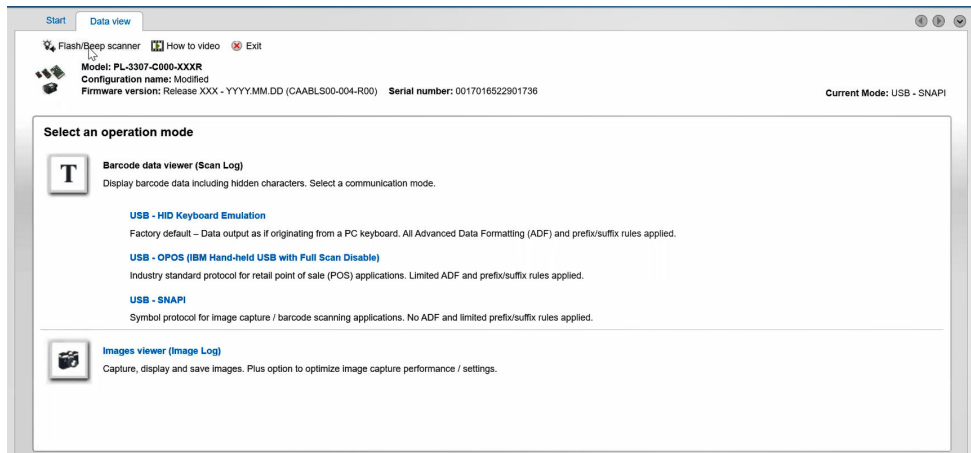 Start Data view
Flash/Beep scanner How to video Exit
Model: PL-3307-C000-XXXR
Configuration name: Modified
Firmware version: Release XXX - YYYY.MM.DD (CAABLS00-004-R00) Serial number: 0017016522901736 Current Mode: USB - SNAPI
Select an operation mode
T
Barcode data viewer (Scan Log)
Display barcode data including hidden characters. Select a communication mode.
USB - HID Keyboard Emulation
Factory default – Data output as if originating from a PC keyboard. All Advanced Data Formatting (ADF) and prefix/suffix rules applied.
USB - OPOS (IBM Hand-held USB with Full Scan Disable)
Industry standard protocol for retail point of sale (POS) applications. Limited ADF and prefix/suffix rules applied.
USB - SNAPI
Symbol protocol for image capture / barcode scanning applications. No ADF and limited prefix/suffix rules applied.
Images viewer (Image Log)
Capture, display and save images. Plus option to optimize image capture performance / settings.